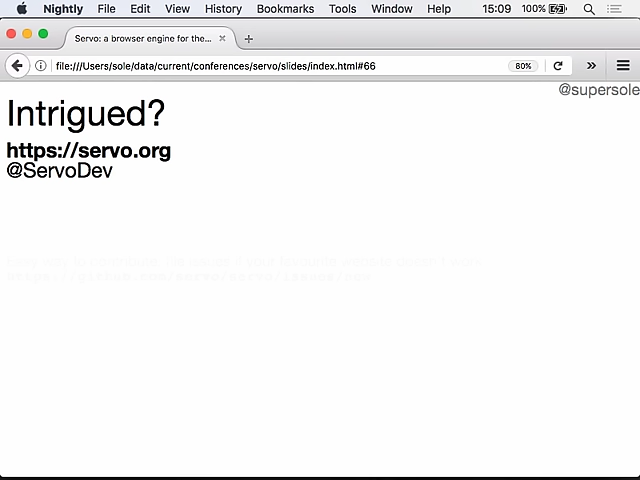 Nightly File Edit View History Bookmarks Tools Window Help 15:09 100%
Servo: a browser engine for the...
file:///Users/sole/data/current/conferences/servo/slides/index.html#66 80%
@supersole
Intrigued?
https://servo.org
@ServoDev